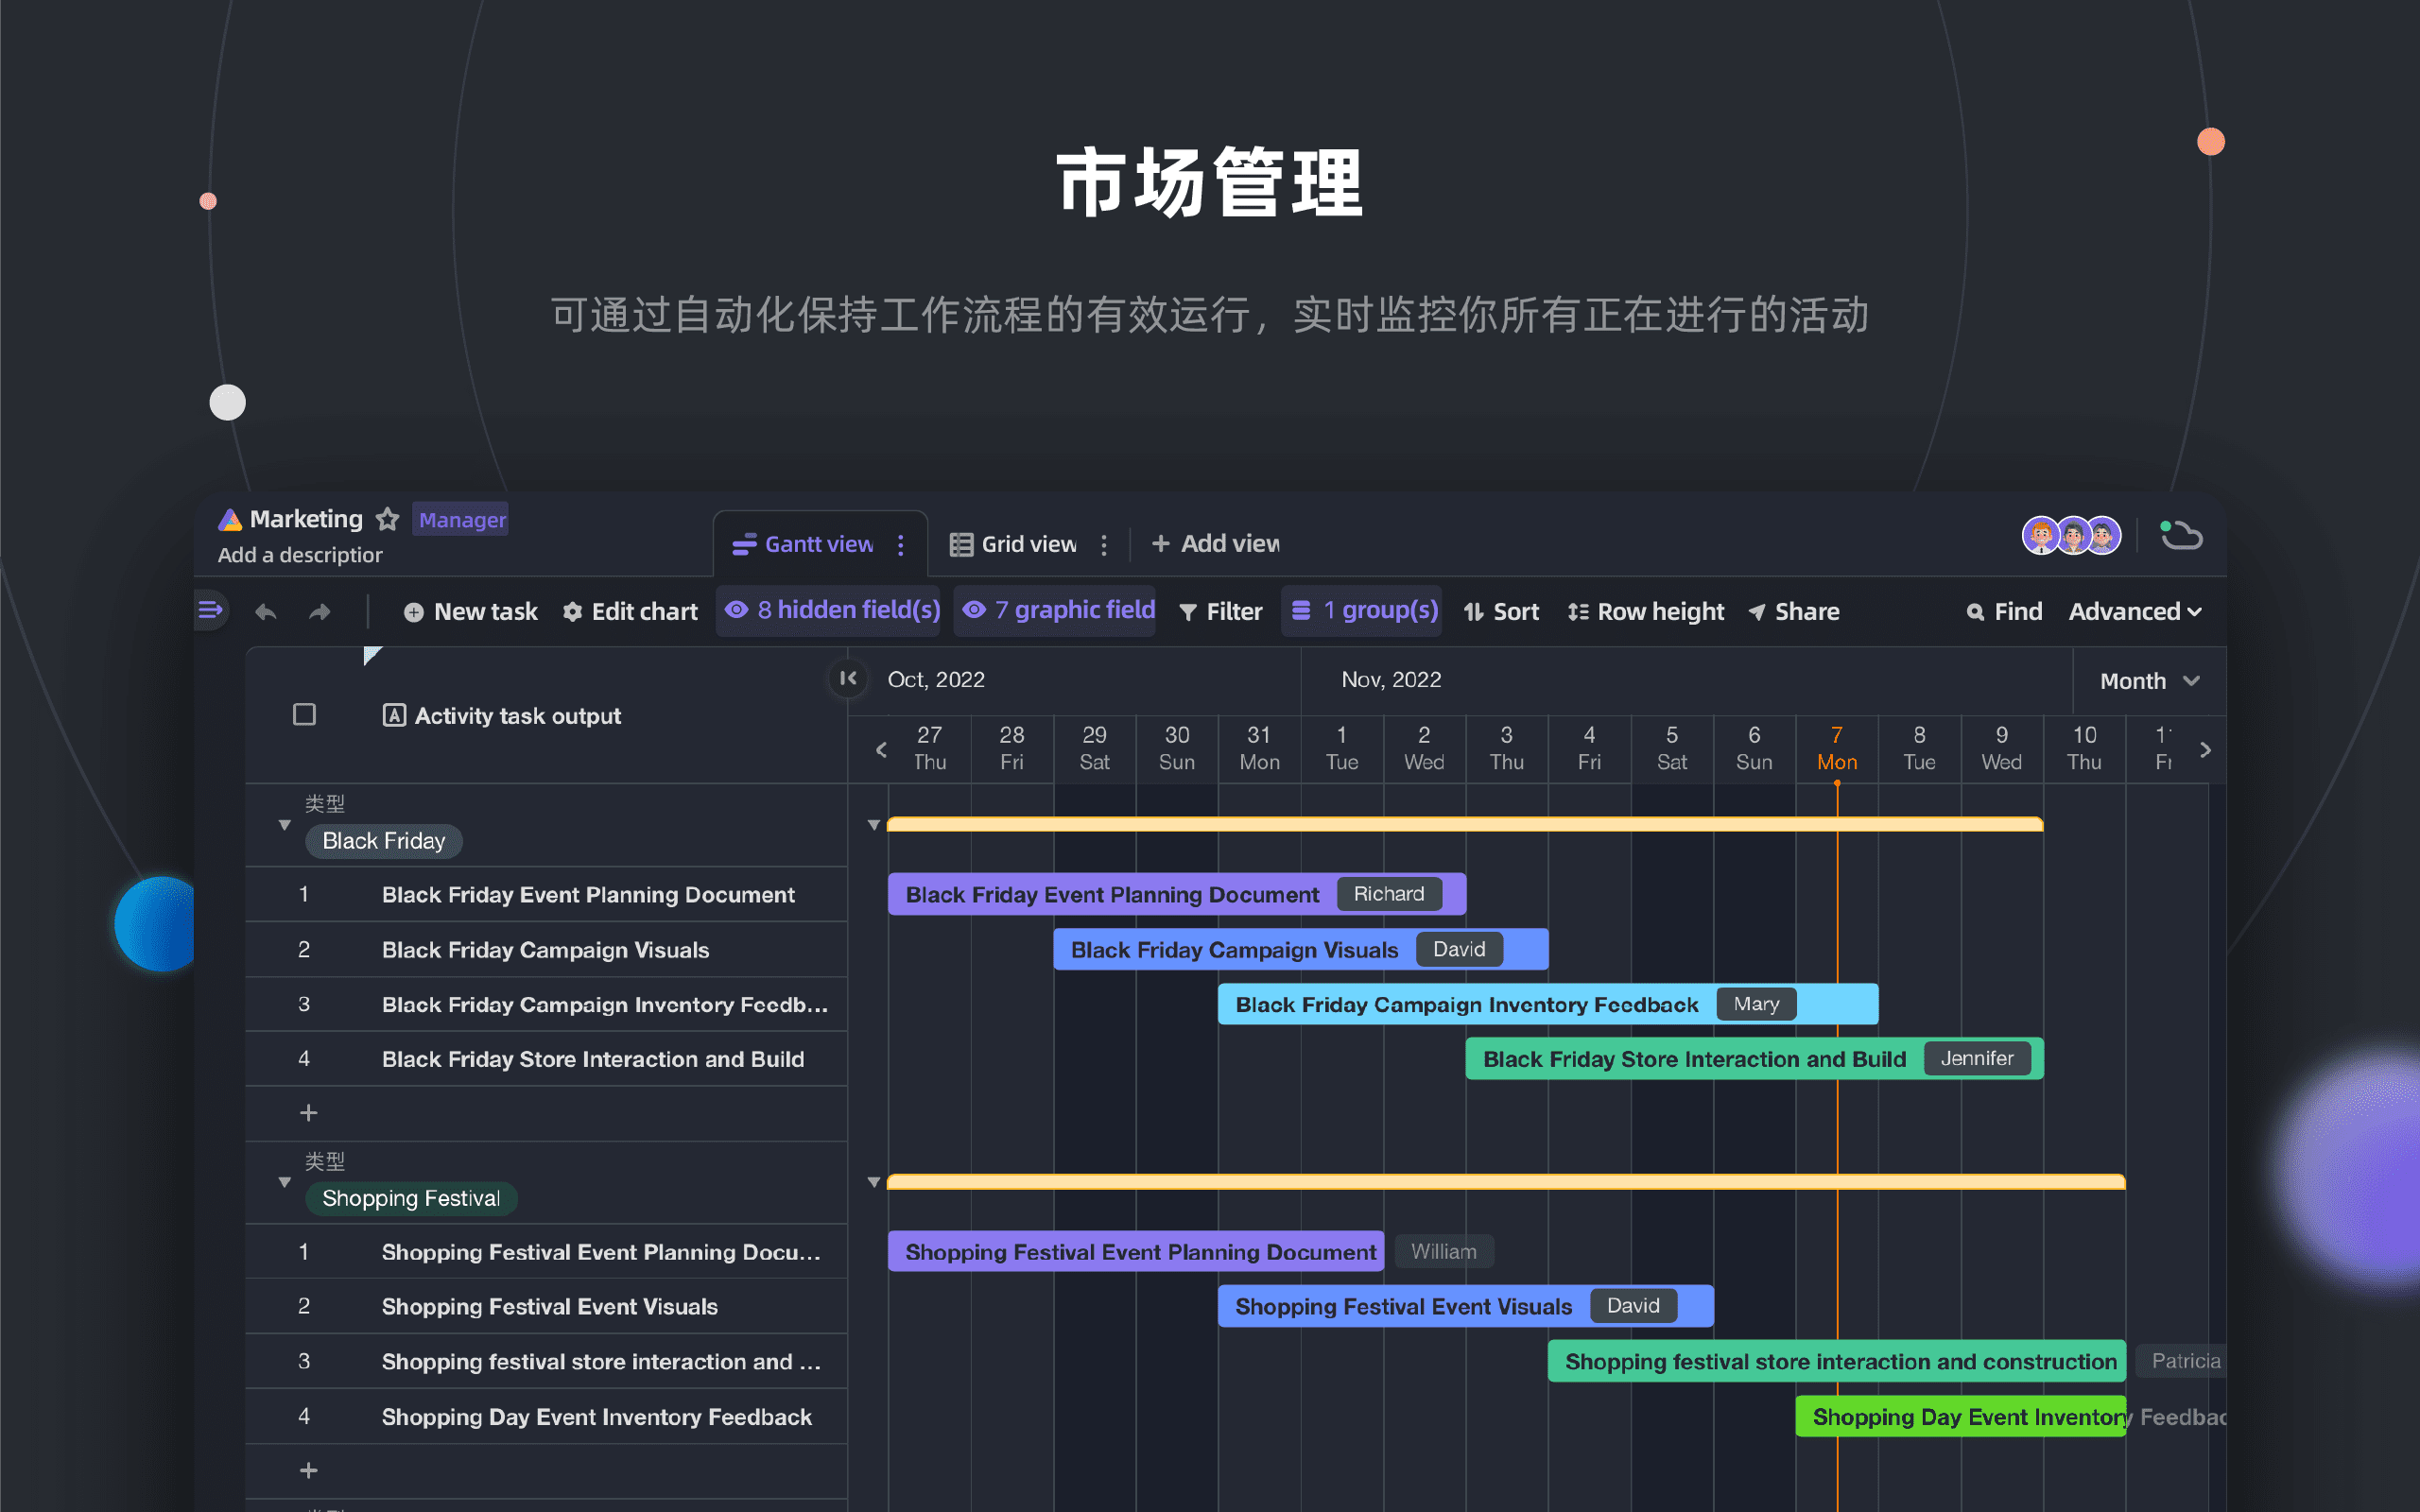 市场管理
可通过自动化保持工作流程的有效运行，实时监控你所有正在进行的活动
Marketing Manager
Add a description
Gantt view
Grid view
Add view
New task
Edit chart
8 hidden field(s)
7 graphic field
Filter
1 group(s)
Sort
Row height
Share
Find
Advanced
Activity task output
Oct, 2022
Nov, 2022
Month
27 28 29 30 31 1 2 3 4 5 6 7 8 9 10 11
Thu Fri Sat Sun Mon Tue Wed Thu Fri Sat Sun Mon Tue Wed Thu
类型
Black Friday
1 Black Friday Event Planning Document
Black Friday Event Planning Document Richard
2 Black Friday Campaign Visuals
Black Friday Campaign Visuals David
3 Black Friday Campaign Inventory Feedb...
Black Friday Campaign Inventory Feedback Mary
4 Black Friday Store Interaction and Build
Black Friday Store Interaction and Build Jennifer
类型
Shopping Festival
1 Shopping Festival Event Planning Docu...
Shopping Festival Event Planning Document William
2 Shopping Festival Event Visuals
Shopping Festival Event Visuals David
3 Shopping festival store interaction and ...
Shopping festival store interaction and construction Patricia
4 Shopping Day Event Inventory Feedback
Shopping Day Event Inventory Feedbac